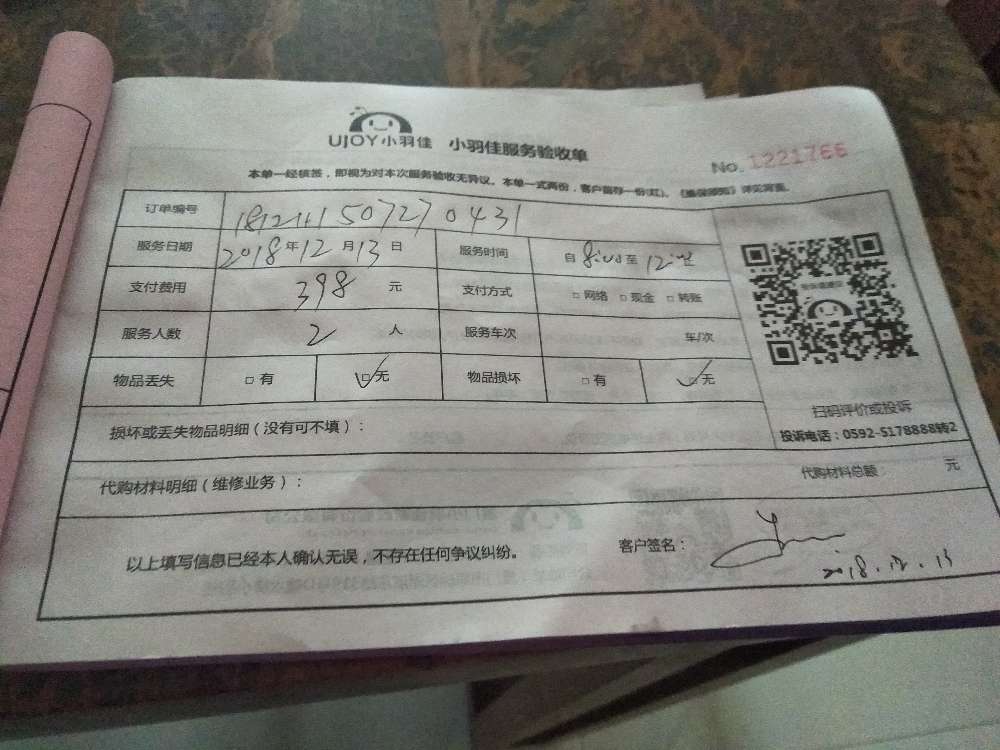 UJOY小羽佳 小羽佳服务验收单
No. 1221766
本单一经核签，即视为对本次服务验收无异议。本单一式两份，客户留存一份(红)。
订单编号
服务日期 2018年12月13日 服务时间 自 8:00 至
支付费用 398 元 支付方式 □网络 □现金 □转账
服务人数 2 人 服务车次 车/次
物品丢失 □有 ☑无 物品损坏 □有 ☑无
扫码评价或投诉
投诉电话：0592-5178888转2
损坏或丢失物品明细（没有可不填）：
代购材料明细（维修业务）： 代购材料总额： 元
以上填写信息已经本人确认无误，不存在任何争议纠纷。 客户签名：
2018.12.13